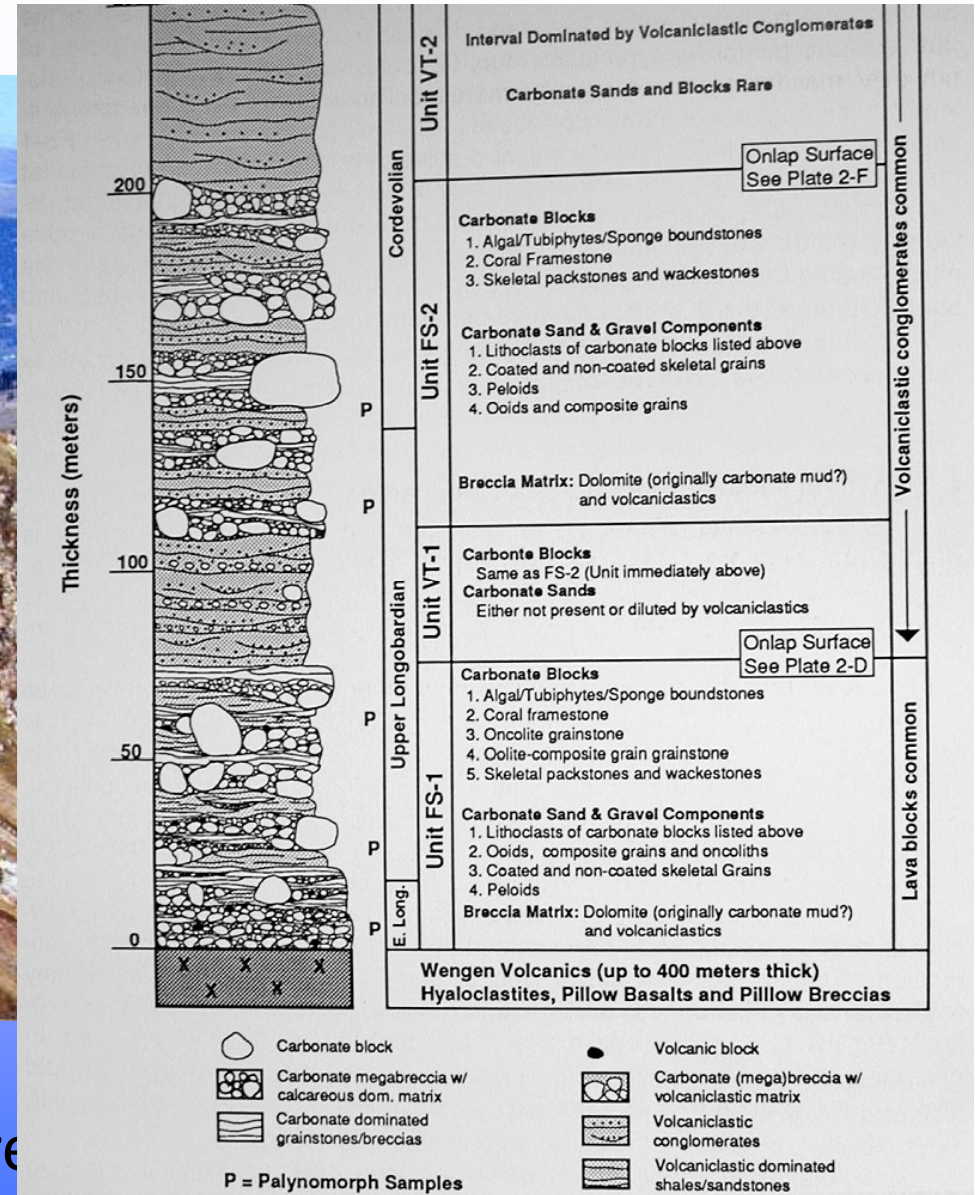 Unit VT-2
Interval Dominated by Volcaniclastic Conglomerates
Carbonate Sands and Blocks Rare
Onlap Surface
See Plate 2-F
Cordevolian
Unit FS-2
Carbonate Blocks
1. Algal/Tubiphytes/Sponge boundstones
2. Coral Framestone
3. Skeletal packstones and wackestones
Carbonate Sand & Gravel Components
1. Lithoclasts of carbonate blocks listed above
2. Coated and non-coated skeletal grains
3. Peloids
4. Ooids and composite grains
Breccia Matrix: Dolomite (originally carbonate mud?)
and volcaniclastics
Volcaniclastic conglomerates common
Thickness (meters)
200
150
100
50
0
P
P
P
P
P
Upper Longobardian
E. Long.
Unit VT-1
Carbonte Blocks
Same as FS-2 (Unit immediately above)
Carbonate Sands
Either not present or diluted by volcaniclastics
Onlap Surface
See Plate 2-D
Unit FS-1
Carbonate Blocks
1. Algal/Tubiphytes/Sponge boundstones
2. Coral framestone
3. Oncolite grainstone
4. Oolite-composite grain grainstone
5. Skeletal packstones and wackestones
Carbonate Sand & Gravel Components
1. Lithoclasts of carbonate blocks listed above
2. Ooids, composite grains and oncoliths
3. Coated and non-coated skeletal Grains
4. Peloids
Breccia Matrix: Dolomite (originally carbonate mud?)
and volcaniclastics
Lava blocks common
X X X
X X
Wengen Volcanics (up to 400 meters thick)
Hyaloclastites, Pillow Basalts and Pilllow Breccias
Carbonate block
Carbonate megabreccia w/
calcareous dom. matrix
Carbonate dominated
grainstones/breccias
P = Palynomorph Samples
Volcanic block
Carbonate (mega)breccia w/
volcaniclastic matrix
Volcaniclastic
conglomerates
Volcaniclastic dominated
shales/sandstones